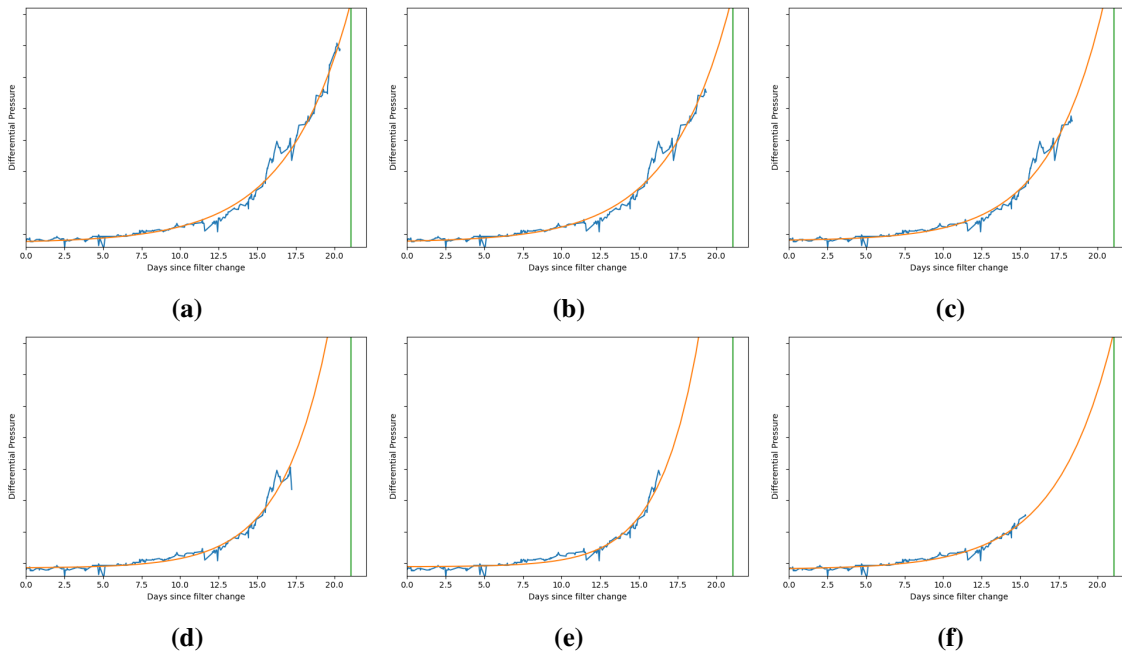 Differemtial Pressure
0.0 2.5 5.0 7.5 10.0 12.5 15.0 17.5 20.0
Days since filter change
(a)
Differemtial Pressure
0.0 2.5 5.0 7.5 10.0 12.5 15.0 17.5 20.0
Days since filter change
(b)
Differemtial Pressure
0.0 2.5 5.0 7.5 10.0 12.5 15.0 17.5 20.0
Days since filter change
(c)
Differemtial Pressure
0.0 2.5 5.0 7.5 10.0 12.5 15.0 17.5 20.0
Days since filter change
(d)
Differemtial Pressure
0.0 2.5 5.0 7.5 10.0 12.5 15.0 17.5 20.0
Days since filter change
(e)
Differemtial Pressure
0.0 2.5 5.0 7.5 10.0 12.5 15.0 17.5 20.0
Days since filter change
(f)